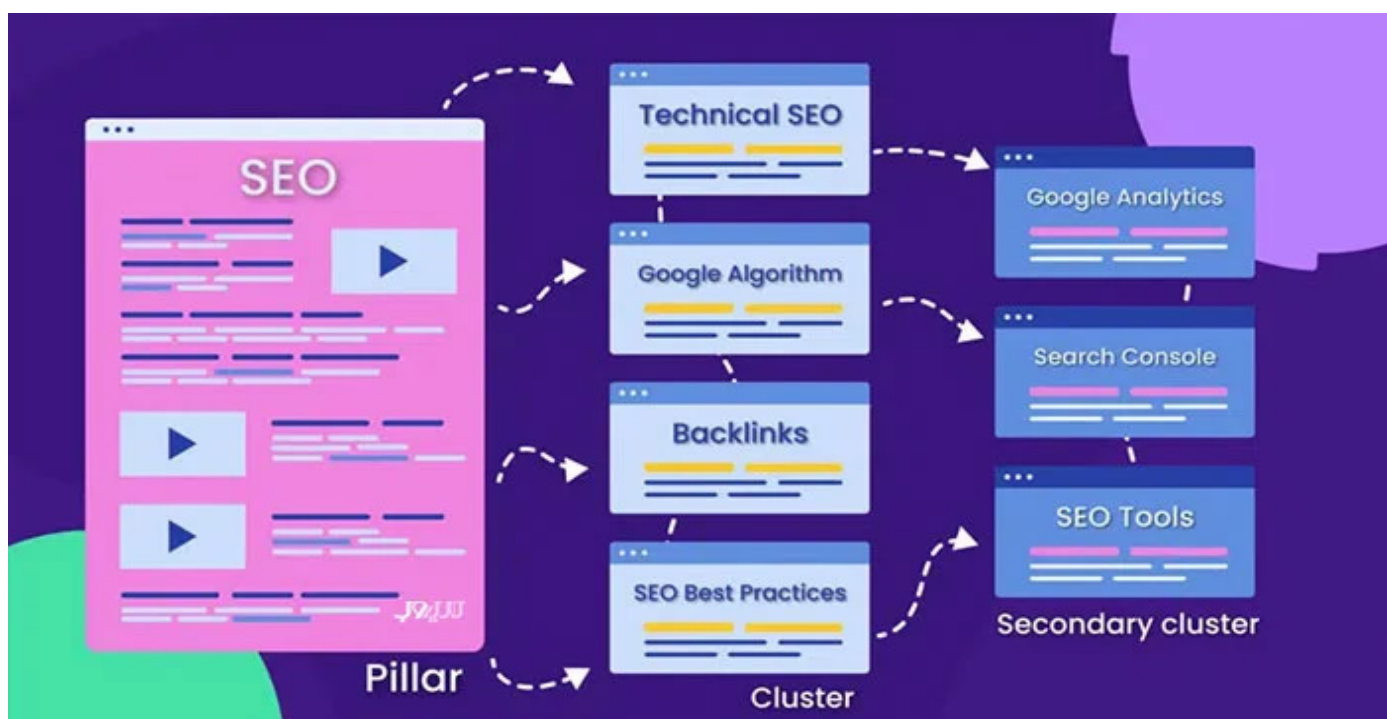 SEO
Pillar
Technical SEO
Google Algorithm
Backlinks
SEO Best Practices
Cluster
Google Analytics
Search Console
SEO Tools
Secondary cluster